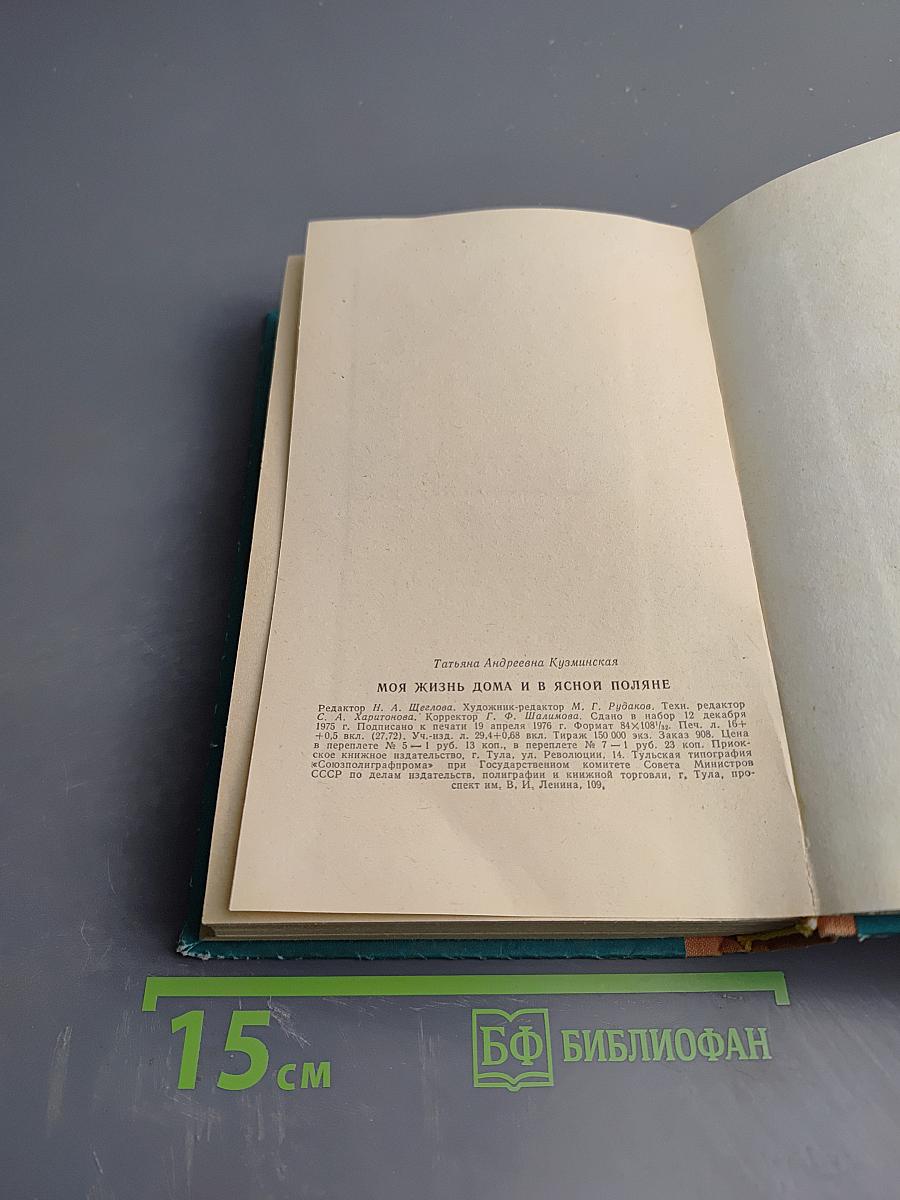 Татьяна Андреевна Кузминская
МОЯ ЖИЗНЬ ДОМА И В ЯСНОЙ ПОЛЯНЕ
Редактор Н. А. Щеглова. Художник-редактор М. Г. Рудаков. Техн. редактор
С. А. Харитонова. Корректор Г. Ф. Шалимова. Сдано в набор 12 декабря
1975 г. Подписано к печати 19 апреля 1976 г. Формат 84×108¹/₃₂. Печ. л. 16+
+0,5 вкл. (27,72). Уч.-изд. л. 29,4+0,68 вкл. Тираж 150 000 экз. Заказ 908. Цена
в переплете № 5 — 1 руб. 13 коп., в переплете № 7 — 1 руб. 23 коп. Приок-
ское книжное издательство, г. Тула, ул. Революции, 14. Тульская типография
«Союзполиграфпрома» при Государственном комитете Совета Министров
СССР по делам издательств, полиграфии и книжной торговли, г. Тула, про-
спект им. В. И. Ленина, 109.
15 см
БФ БИБЛИОФАН